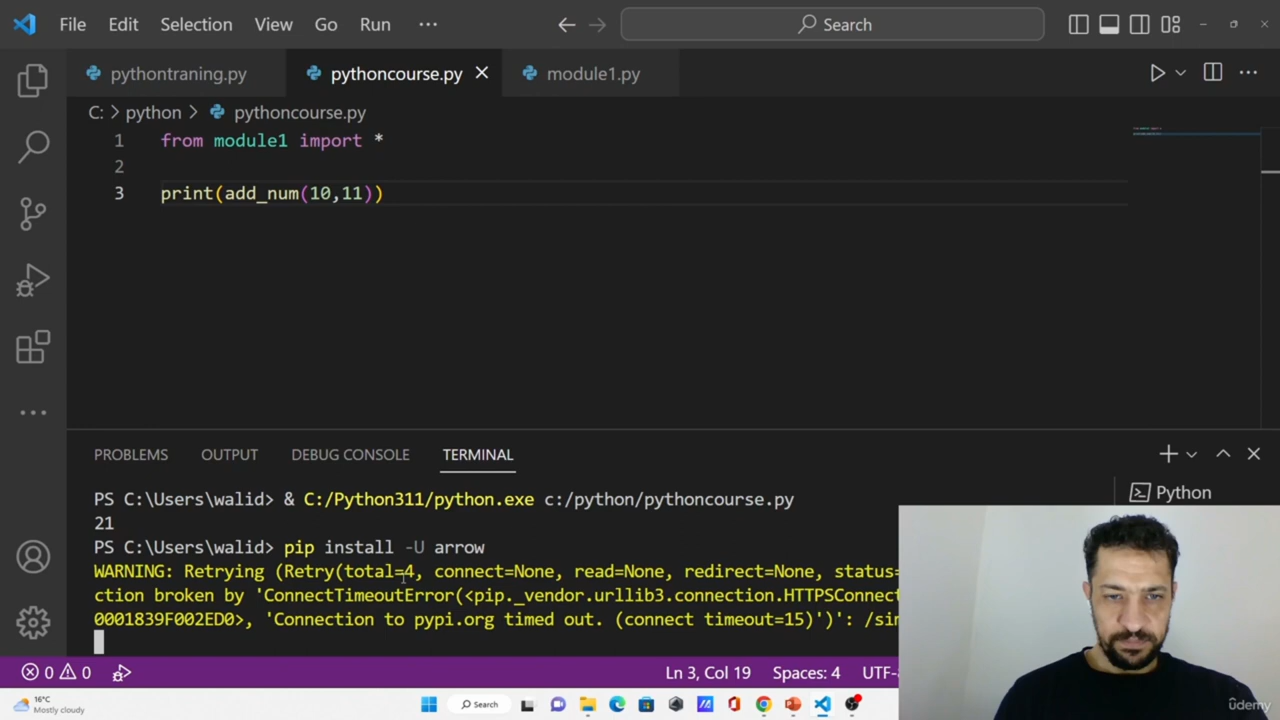 File Edit Selection View Go Run ··· Search
pythontraning.py pythoncourse.py module1.py
C: > python > pythoncourse.py
1 from module1 import *
2
3 print(add_num(10,11))
PROBLEMS OUTPUT DEBUG CONSOLE TERMINAL
PS C:\Users\walid> & C:/Python311/python.exe c:/python/pythoncourse.py
Python
21
PS C:\Users\walid> pip install -U arrow
WARNING: Retrying (Retry(total=4, connect=None, read=None, redirect=None, status=
ction broken by 'ConnectTimeoutError(<pip._vendor.urllib3.connection.HTTPSConnect
0001839F002ED0>, 'Connection to pypi.org timed out. (connect timeout=15)')': /sim
0 0 Ln 3, Col 19 Spaces: 4 UTF-8
16°C
Mostly cloudy
Search
udemy